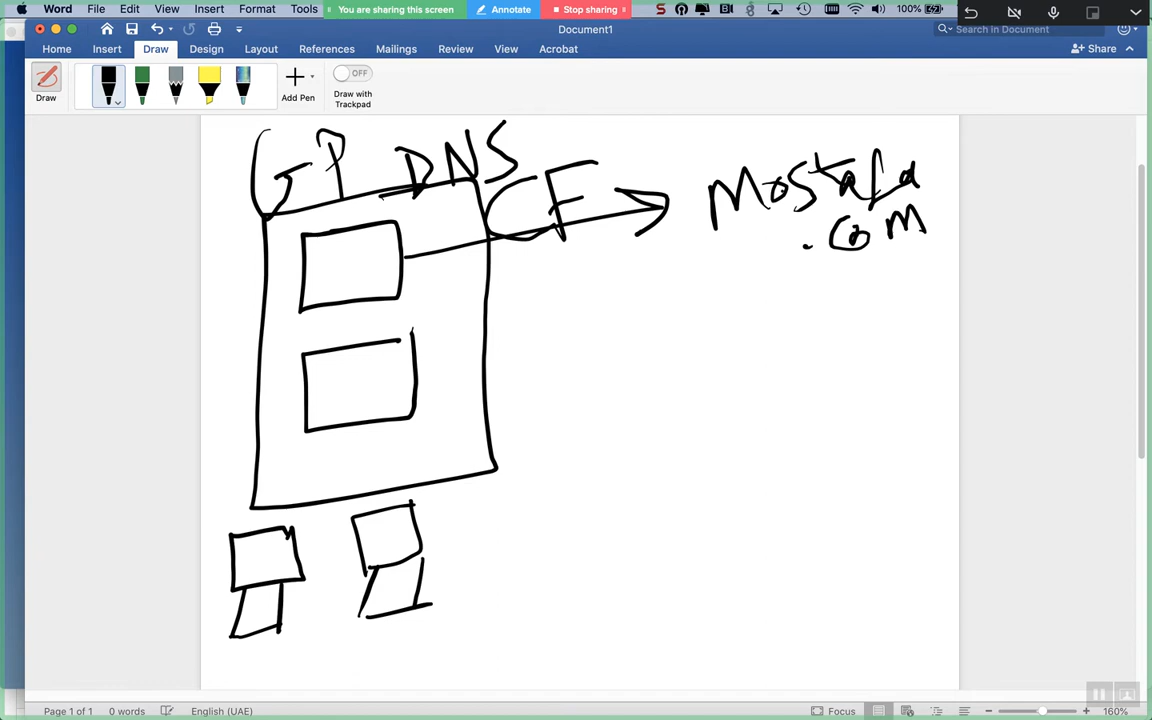 Word File Edit View Insert Format Tools You are sharing this screen Annotate Stop sharing 100%
Document1 Search in Document
Home Insert Draw Design Layout References Mailings Review View Acrobat Share
OFF
Draw Add Pen Draw with
Trackpad
GP DNS
CF Mostafa
.com
Page 1 of 1 0 words English (UAE) Focus 160%